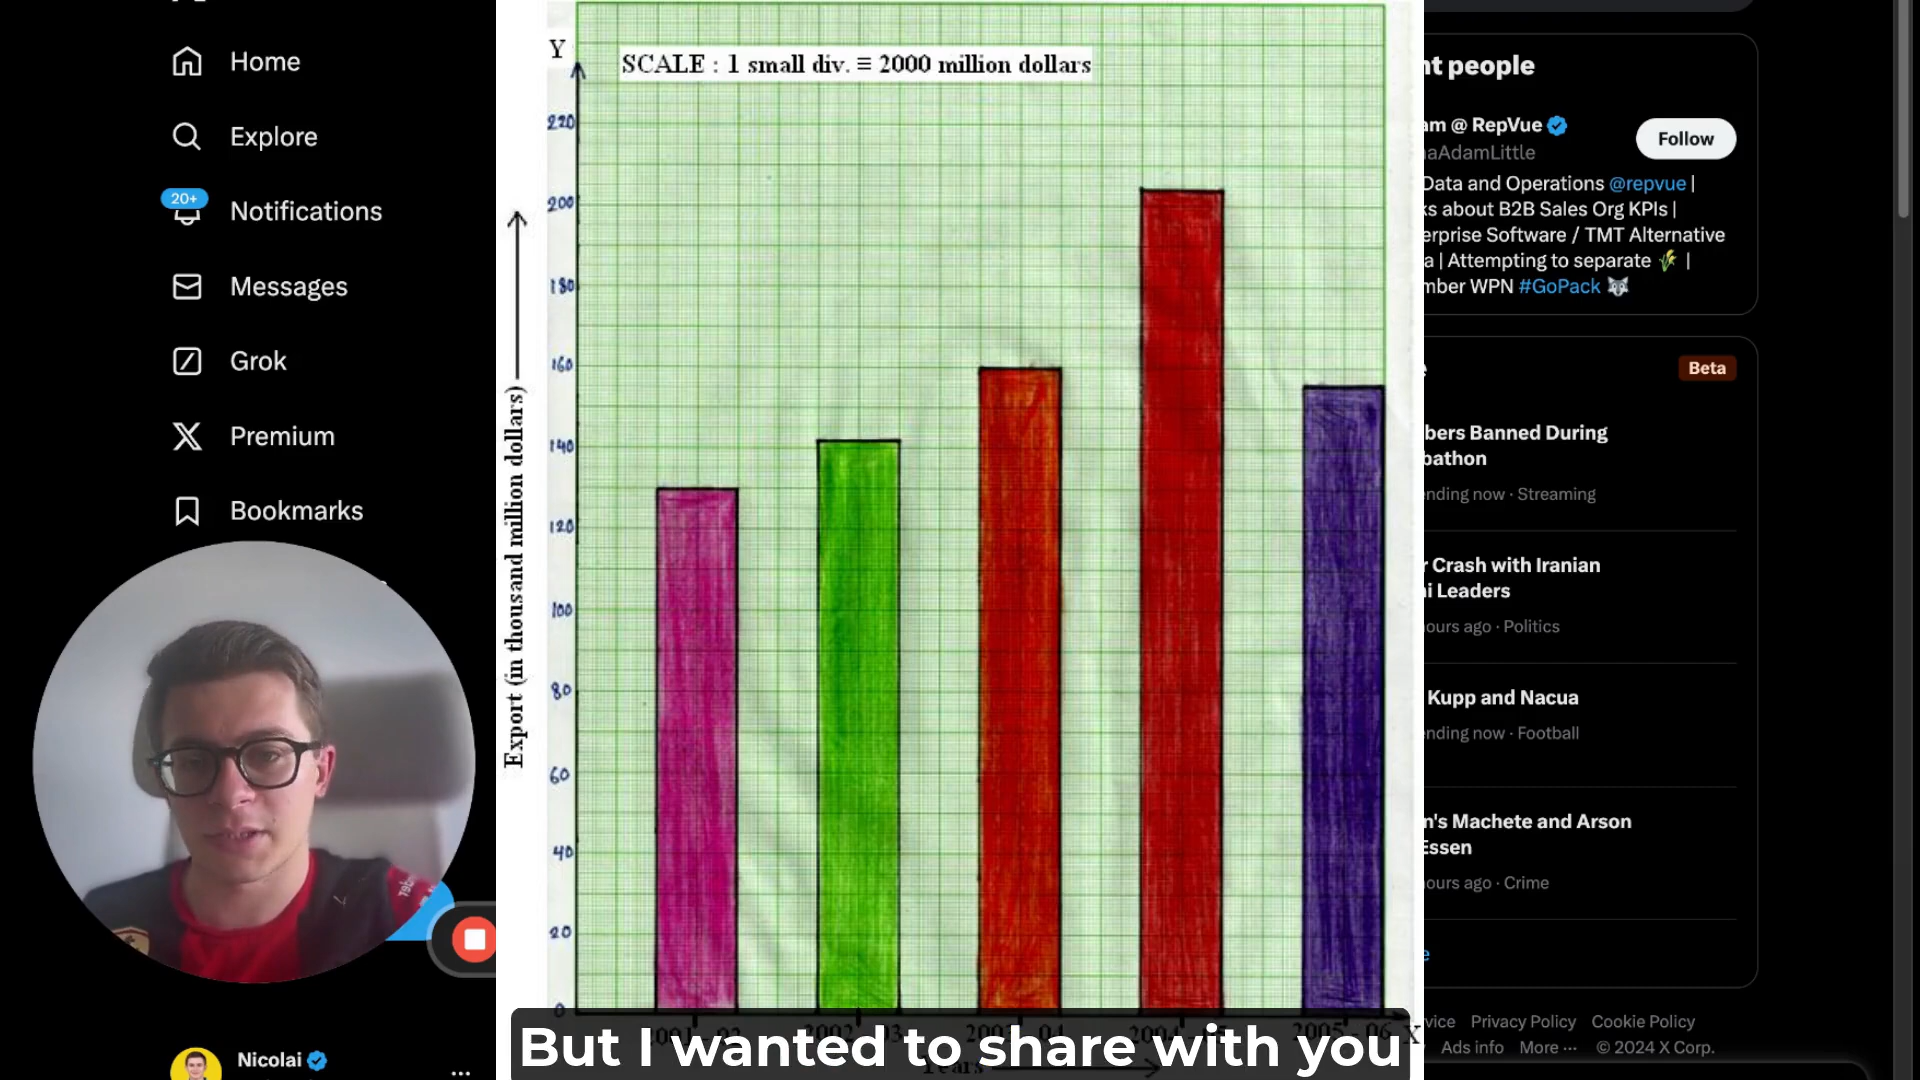 Home
Explore
20+
Notifications
Messages
Grok
Premium
Bookmarks
Nicolai
Y
SCALE : 1 small div. ≡ 2000 million dollars
220
200
180
160
140
120
100
80
60
40
20
0
Export (in thousand million dollars)
X
Years
But I wanted to share with you
nt people
am @ RepVue
Follow
aAdamLittle
Data and Operations @repvue |
ks about B2B Sales Org KPIs |
erprise Software / TMT Alternative
a | Attempting to separate 🌾 |
mber WPN #GoPack 🐺
Beta
bers Banned During
bathon
ending now · Streaming
r Crash with Iranian
ni Leaders
ours ago · Politics
Kupp and Nacua
ending now · Football
n's Machete and Arson
Essen
ours ago · Crime
e
vice Privacy Policy Cookie Policy
Ads info More ··· © 2024 X Corp.